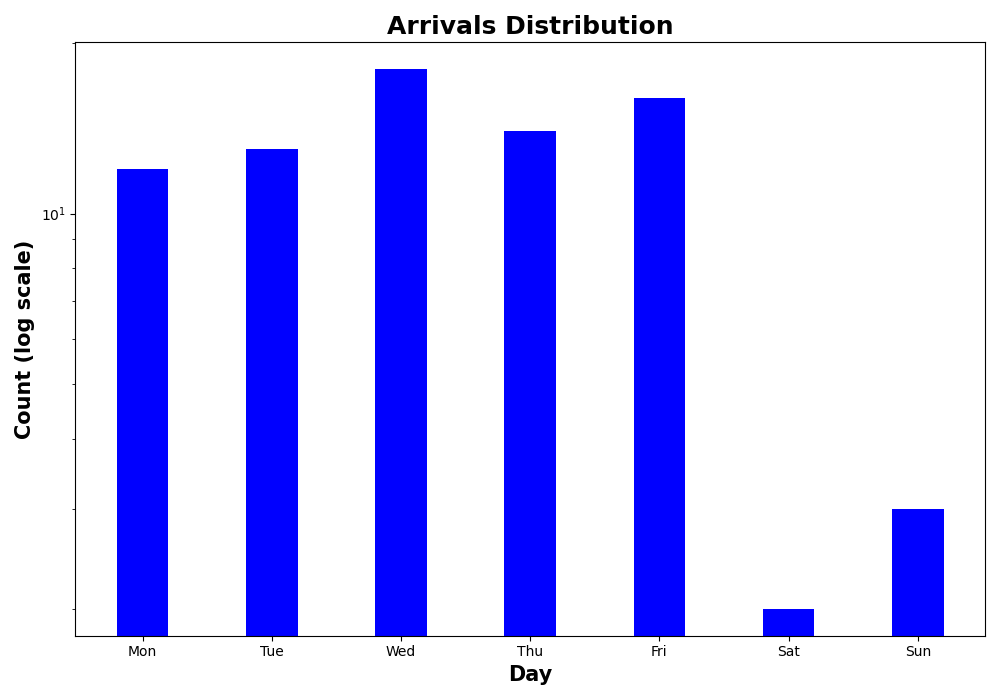 Arrivals Distribution
Count (log scale)
10¹
Mon Tue Wed Thu Fri Sat Sun
Day